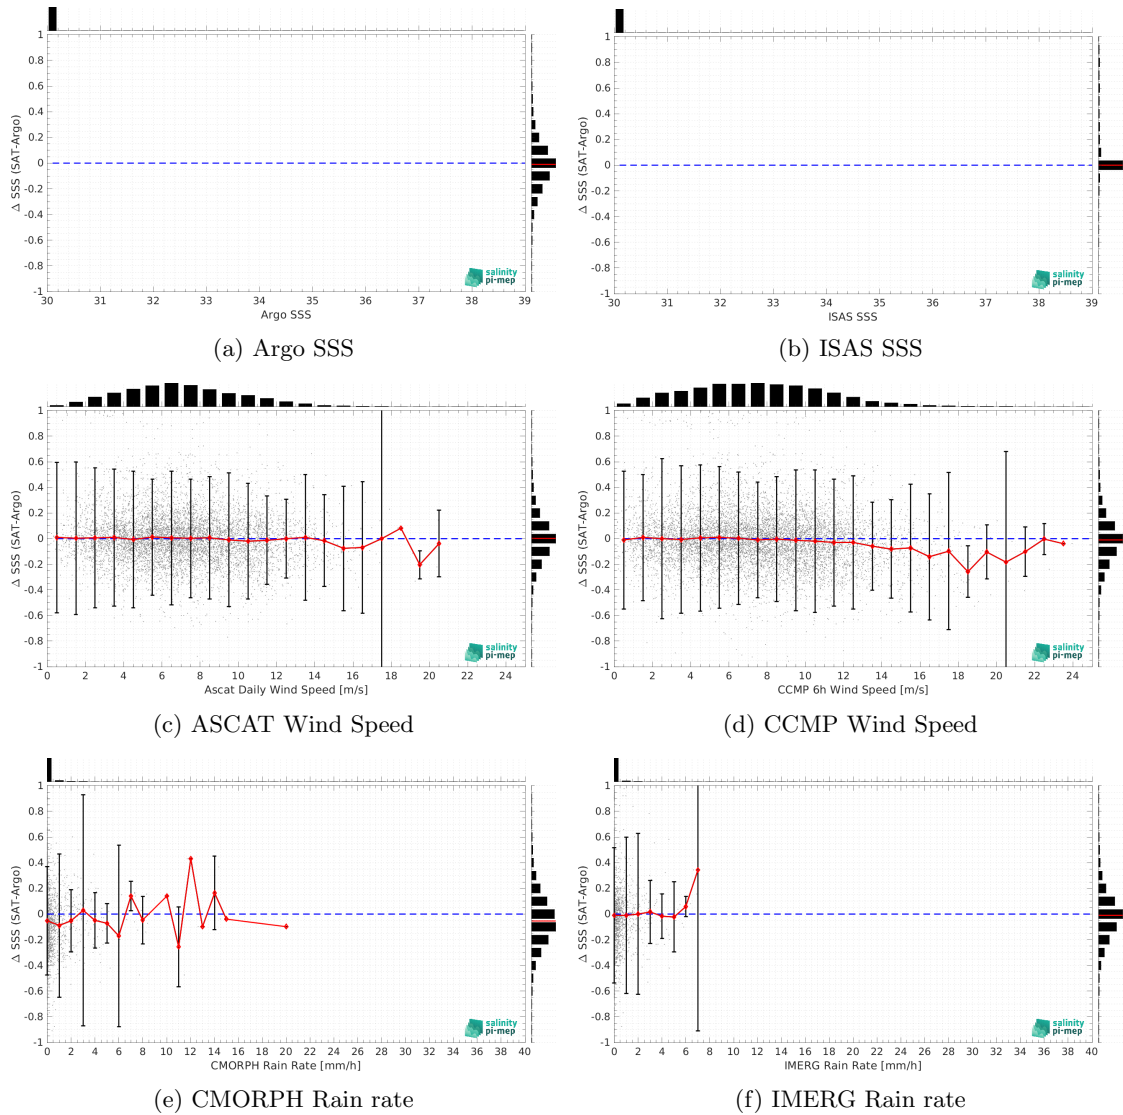 1
0.8
0.6
0.4
0.2
0
-0.2
-0.4
-0.6
-0.8
-1
Δ SSS (SAT-Argo)
salinity
pi-mep
30 31 32 33 34 35 36 37 38 39
Argo SSS
(a) Argo SSS
1
0.8
0.6
0.4
0.2
0
-0.2
-0.4
-0.6
-0.8
-1
Δ SSS (SAT-Argo)
salinity
pi-mep
30 31 32 33 34 35 36 37 38 39
ISAS SSS
(b) ISAS SSS
1
0.8
0.6
0.4
0.2
0
-0.2
-0.4
-0.6
-0.8
-1
Δ SSS (SAT-Argo)
salinity
pi-mep
0 2 4 6 8 10 12 14 16 18 20 22 24
Ascat Daily Wind Speed [m/s]
(c) ASCAT Wind Speed
1
0.8
0.6
0.4
0.2
0
-0.2
-0.4
-0.6
-0.8
-1
Δ SSS (SAT-Argo)
salinity
pi-mep
0 2 4 6 8 10 12 14 16 18 20 22 24
CCMP 6h Wind Speed [m/s]
(d) CCMP Wind Speed
1
0.8
0.6
0.4
0.2
0
-0.2
-0.4
-0.6
-0.8
-1
Δ SSS (SAT-Argo)
salinity
pi-mep
0 2 4 6 8 10 12 14 16 18 20 22 24 26 28 30 32 34 36 38 40
CMORPH Rain Rate [mm/h]
(e) CMORPH Rain rate
1
0.8
0.6
0.4
0.2
0
-0.2
-0.4
-0.6
-0.8
-1
Δ SSS (SAT-Argo)
salinity
pi-mep
0 2 4 6 8 10 12 14 16 18 20 22 24 26 28 30 32 34 36 38 40
IMERG Rain Rate [mm/h]
(f) IMERG Rain rate